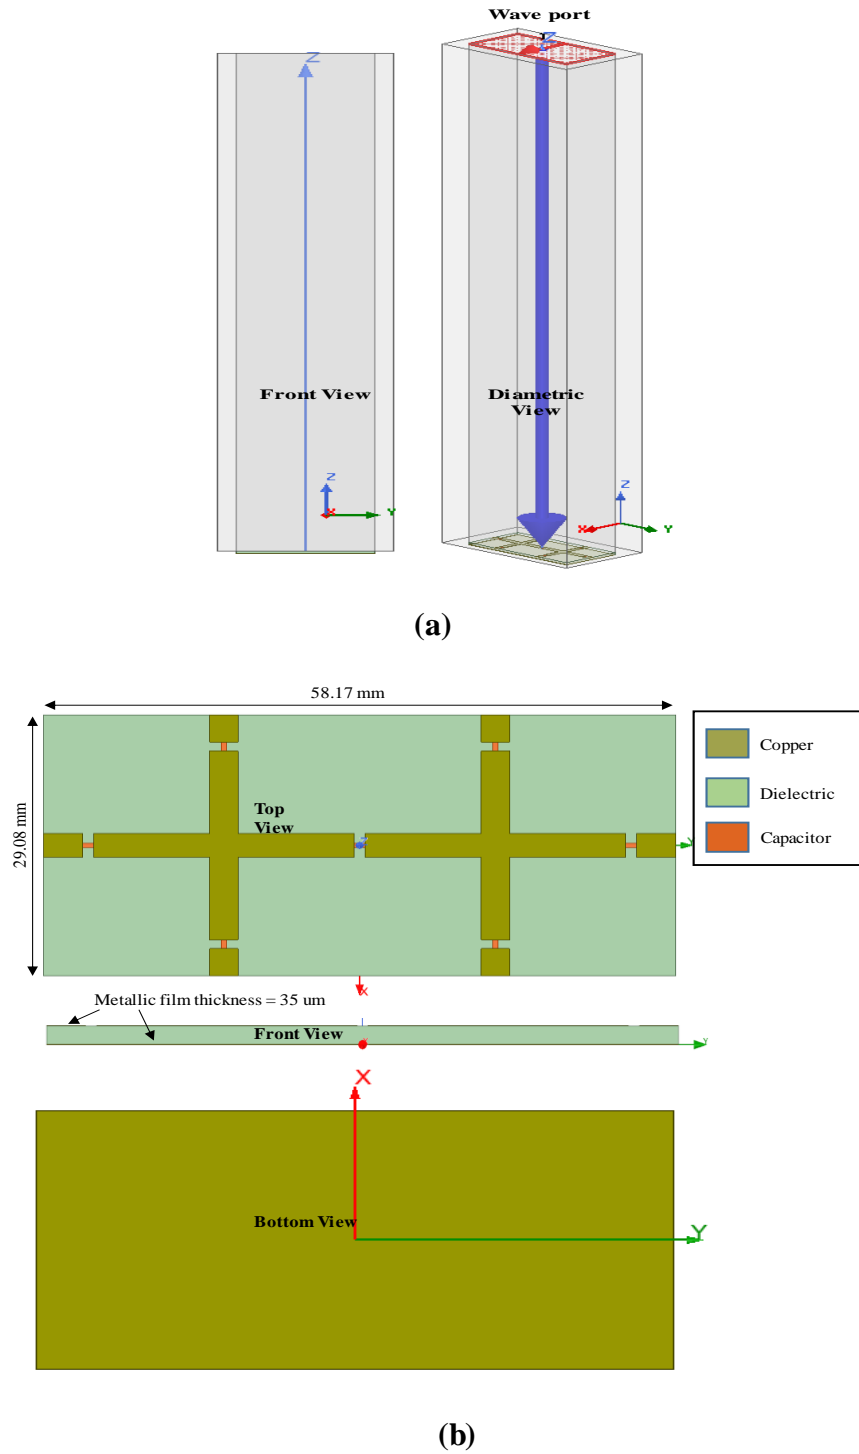 Wave port
Z
Z
Front View
Diametric
View
Z
X
Y
Z
X
Y
(a)
58.17 mm
29.08 mm
Top
View
Z
Y
X
Copper
Dielectric
Capacitor
Metallic film thickness = 35 um
Front View
Y
X
Bottom View
Y
(b)